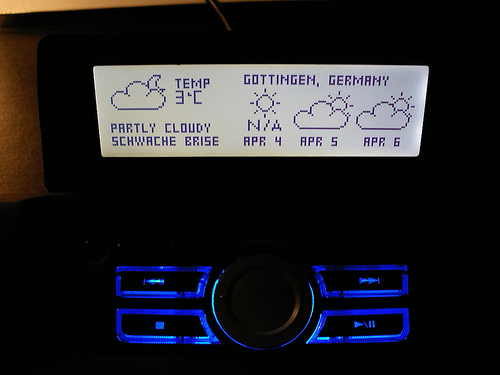 TEMP
3°C
PARTLY CLOUDY
SCHWACHE BRISE
GOTTINGEN, GERMANY
N/A
APR 4 APR 5 APR 6